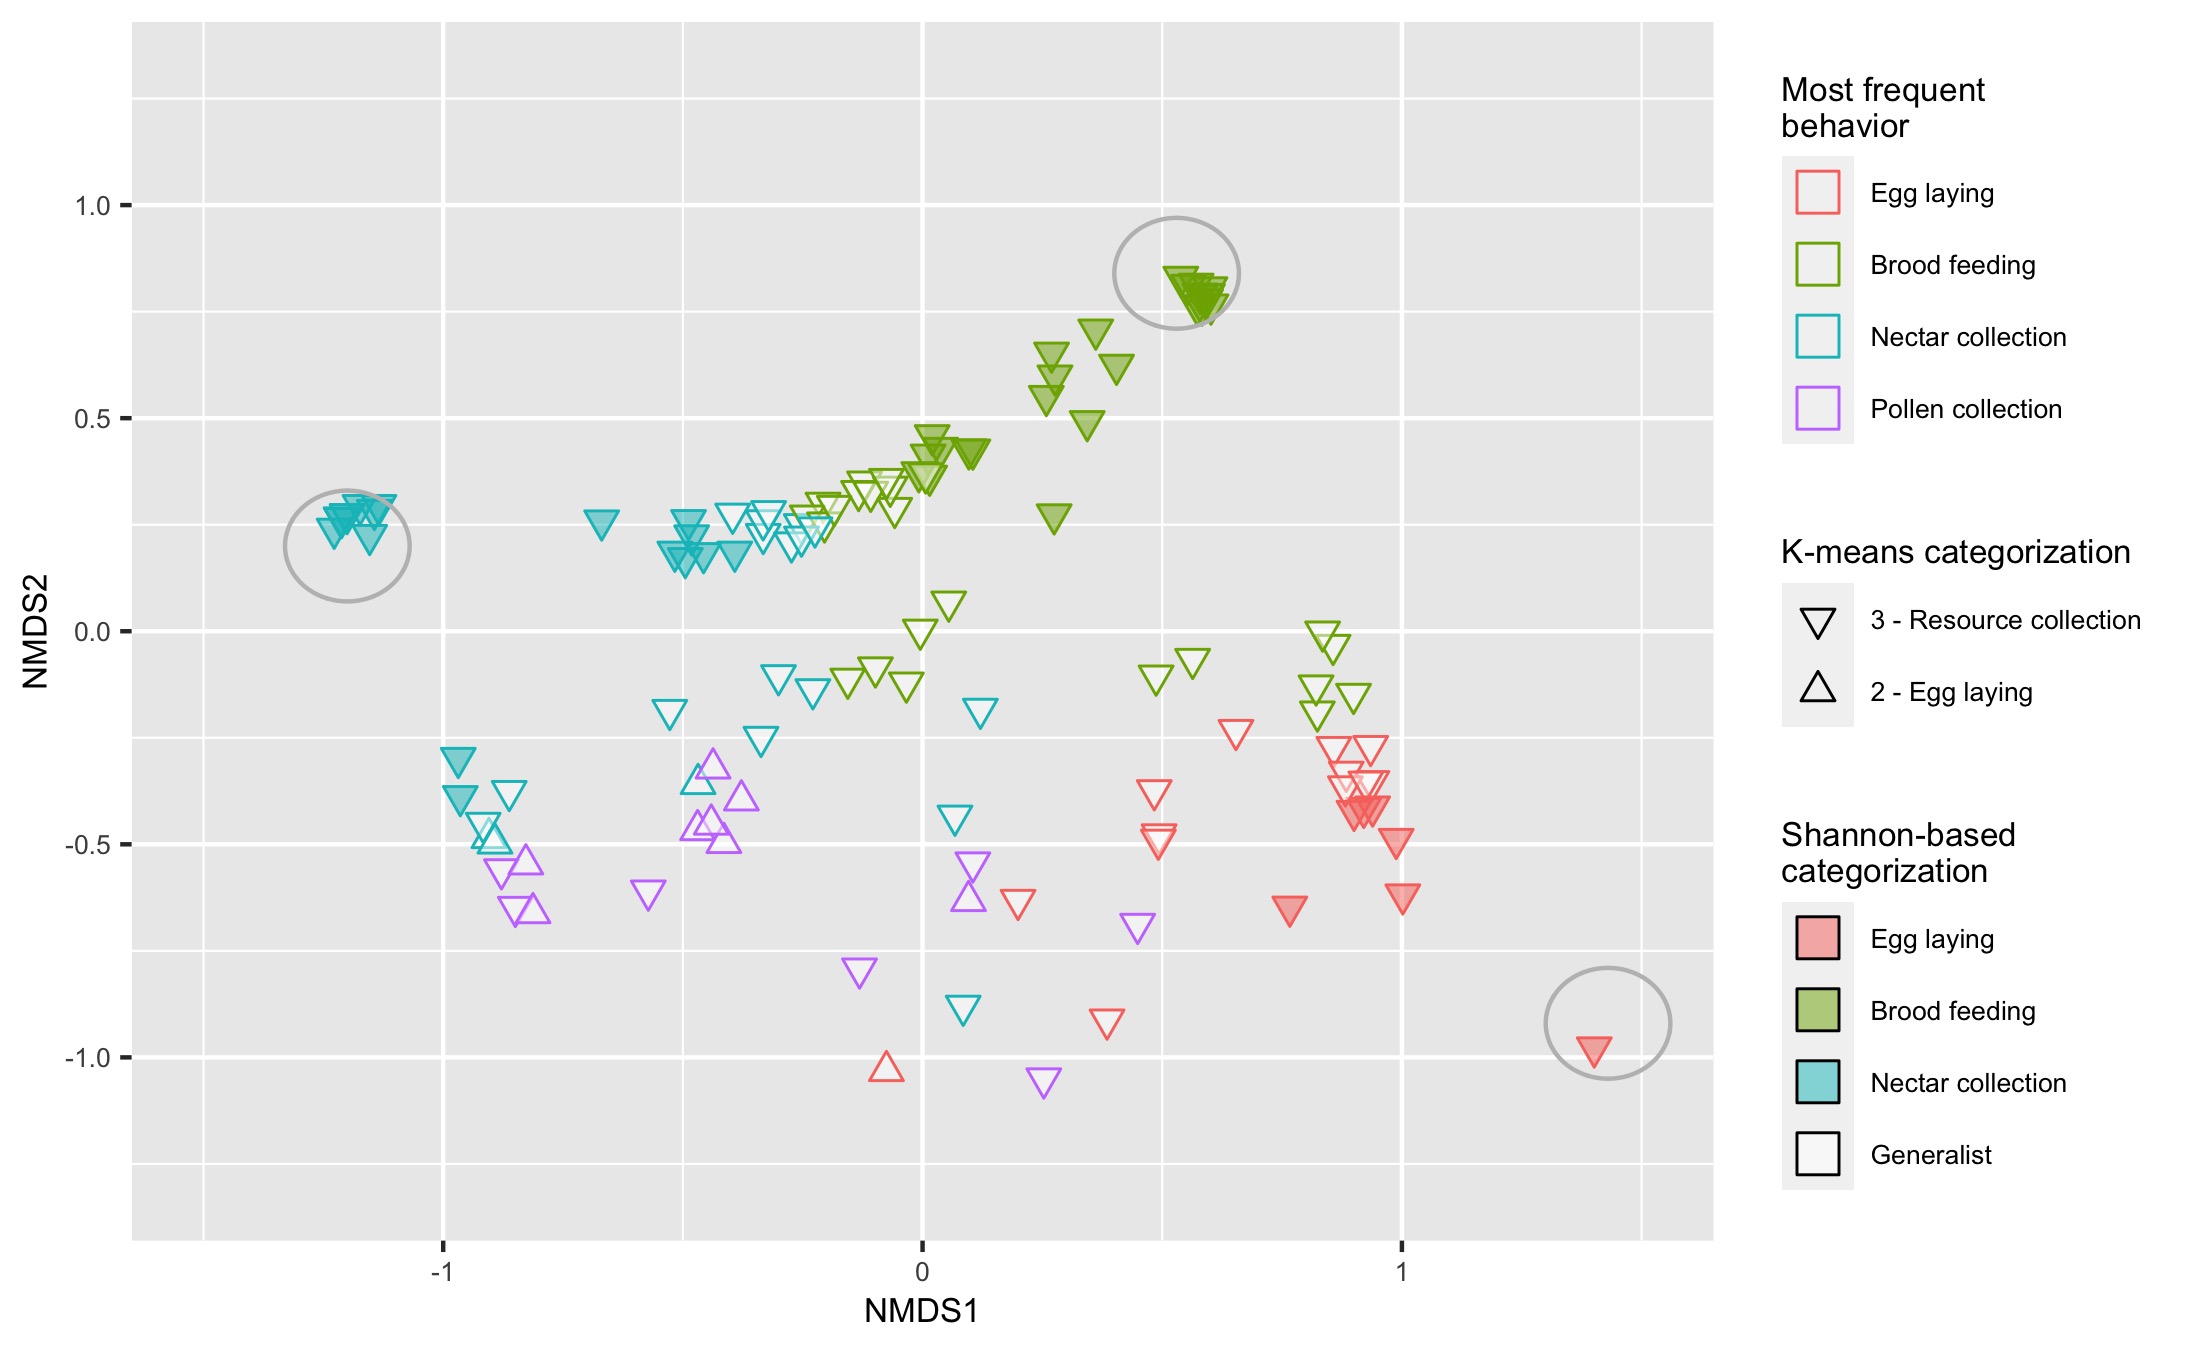 Most frequent
behavior
Egg laying
Brood feeding
Nectar collection
Pollen collection
K-means categorization
3 - Resource collection
2 - Egg laying
Shannon-based
categorization
Egg laying
Brood feeding
Nectar collection
Generalist
NMDS2
1.0
0.5
0.0
-0.5
-1.0
-1
0
1
NMDS1